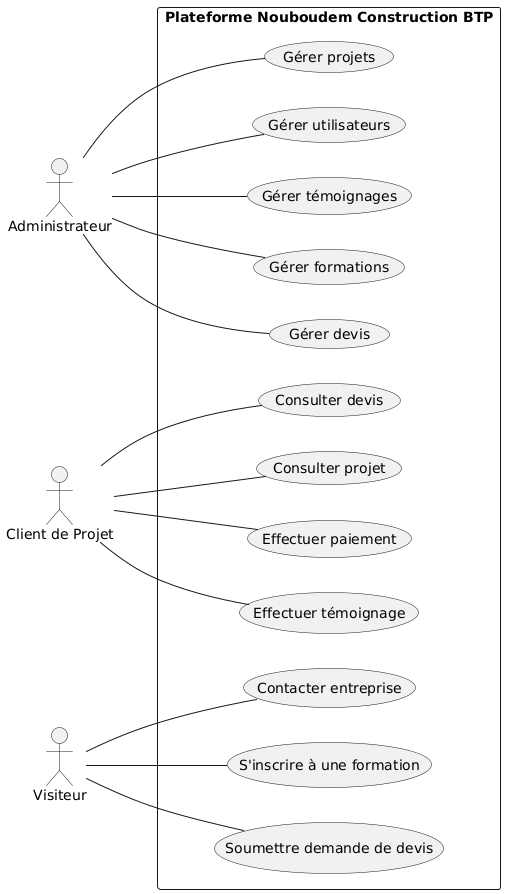 Plateforme Nouboudem Construction BTP
Gérer projets
Gérer utilisateurs
Administrateur
Gérer témoignages
Gérer formations
Gérer devis
Consulter devis
Consulter projet
Client de Projet
Effectuer paiement
Effectuer témoignage
Contacter entreprise
S'inscrire à une formation
Visiteur
Soumettre demande de devis